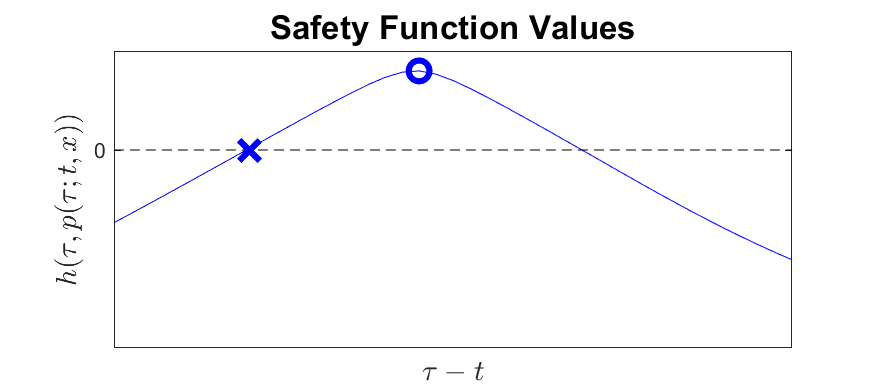 Safety Function Values
h(τ, p(τ; t, x))
0
τ − t